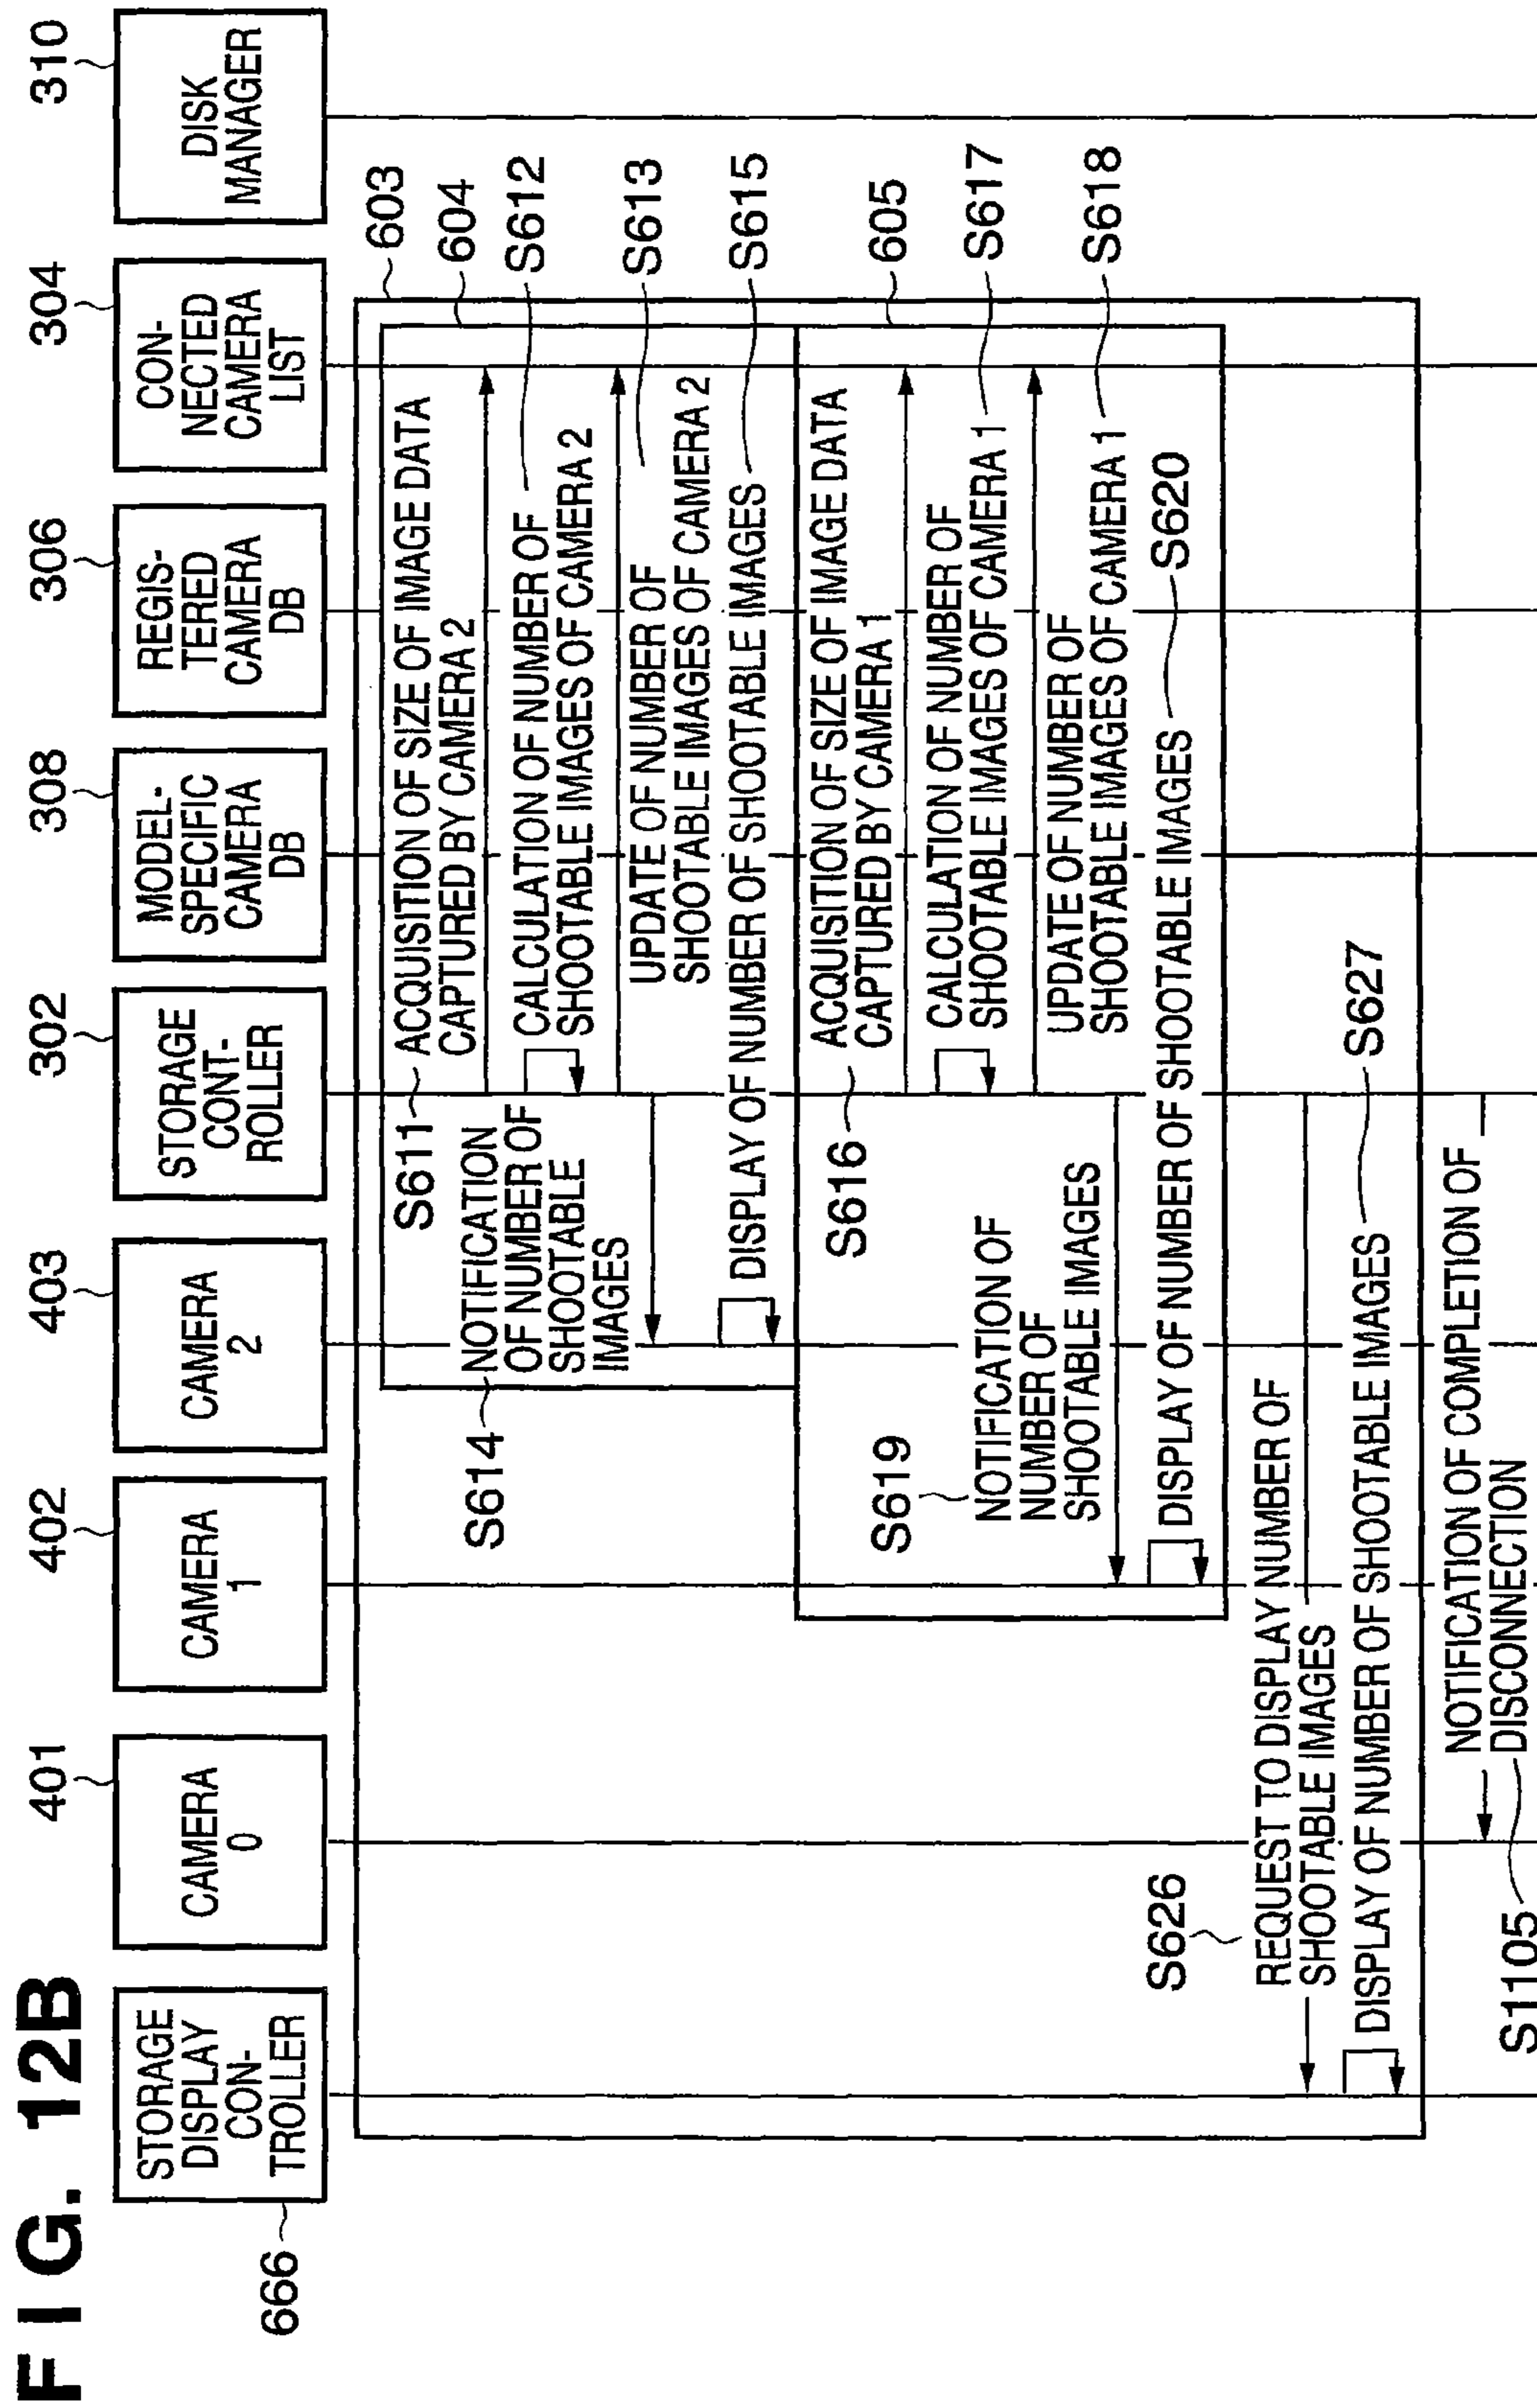 FIG. 12B
666
STORAGE
DISPLAY
CON-
TROLLER
401
CAMERA
0
402
CAMERA
1
403
CAMERA
2
302
STORAGE
CONT-
ROLLER
308
MODEL-
SPECIFIC
CAMERA
DB
306
REGIS-
TERED
CAMERA
DB
304
CON-
NECTED
CAMERA
LIST
310
DISK
MANAGER
603
604
S611
ACQUISITION OF SIZE OF IMAGE DATA
CAPTURED BY CAMERA 2
S612
CALCULATION OF NUMBER OF
SHOOTABLE IMAGES OF CAMERA 2
S613
UPDATE OF NUMBER OF
SHOOTABLE IMAGES OF CAMERA 2
S614
NOTIFICATION
OF NUMBER OF
SHOOTABLE
IMAGES
S615
DISPLAY OF NUMBER OF SHOOTABLE IMAGES
605
S616
ACQUISITION OF SIZE OF IMAGE DATA
CAPTURED BY CAMERA 1
S617
CALCULATION OF NUMBER OF
SHOOTABLE IMAGES OF CAMERA 1
S618
UPDATE OF NUMBER OF
SHOOTABLE IMAGES OF CAMERA 1
S619
NOTIFICATION OF
NUMBER OF
SHOOTABLE IMAGES
S620
DISPLAY OF NUMBER OF SHOOTABLE IMAGES
S626
REQUEST TO DISPLAY NUMBER OF
SHOOTABLE IMAGES
S627
DISPLAY OF NUMBER OF SHOOTABLE IMAGES
NOTIFICATION OF COMPLETION OF
DISCONNECTION
S1105